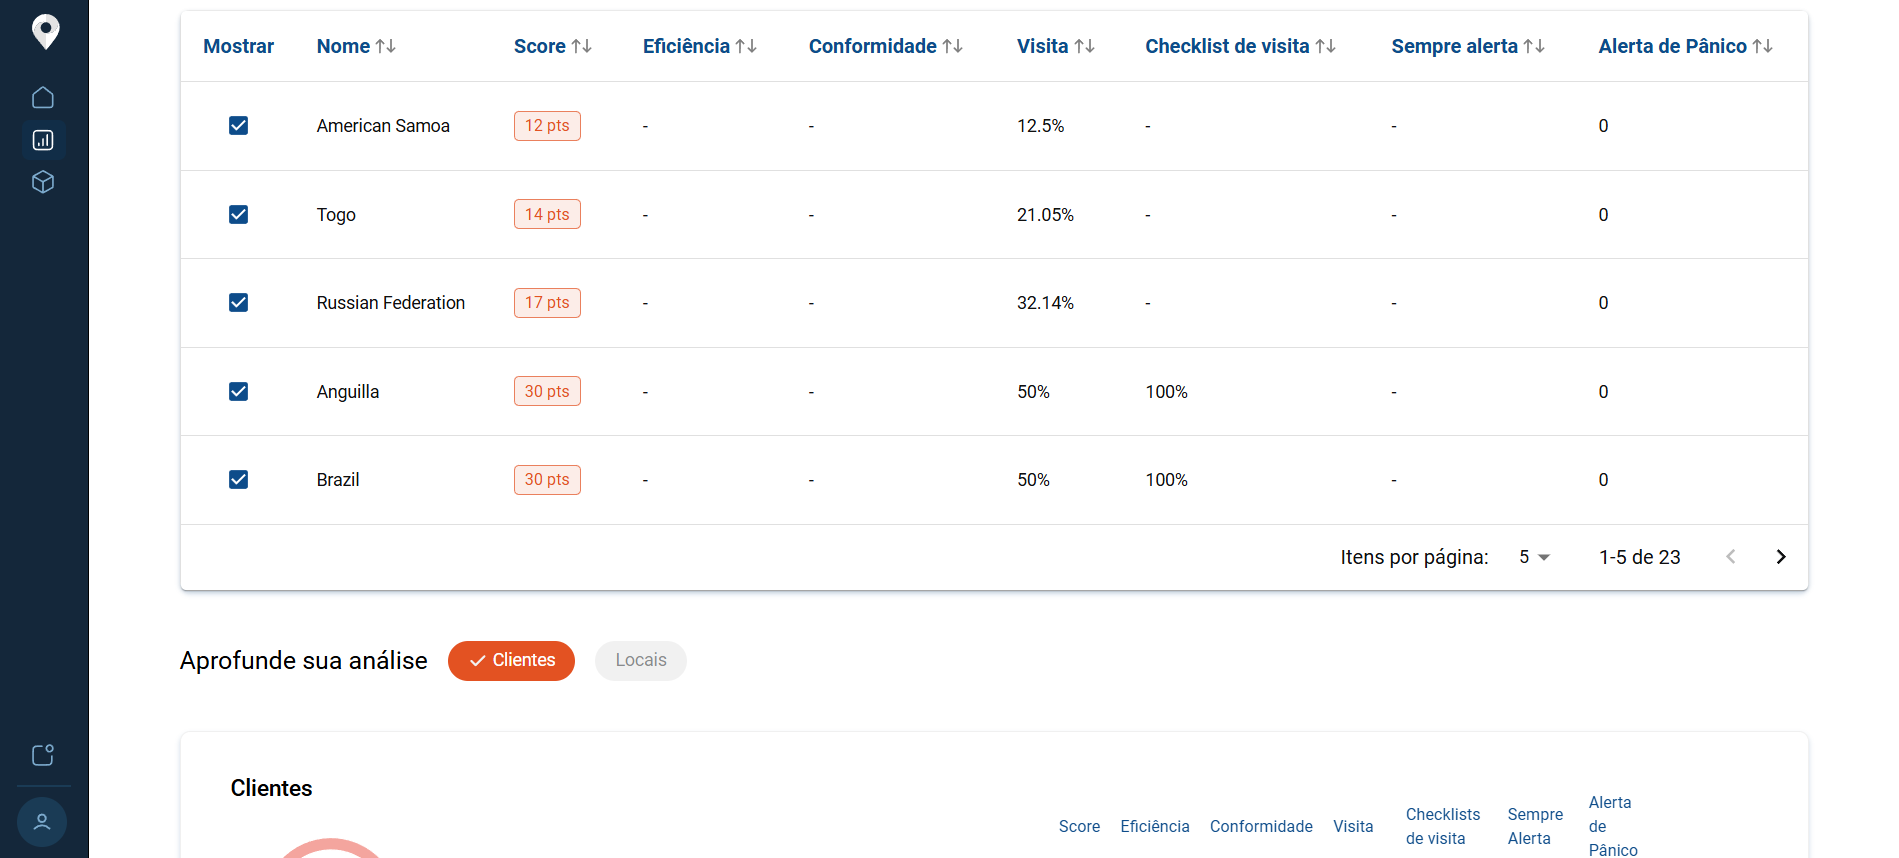 Mostrar Nome Score Eficiência Conformidade Visita Checklist de visita Sempre alerta Alerta de Pânico
American Samoa 12 pts - - 12.5% - - 0
Togo 14 pts - - 21.05% - - 0
Russian Federation 17 pts - - 32.14% - - 0
Anguilla 30 pts - - 50% 100% - 0
Brazil 30 pts - - 50% 100% - 0
Itens por página: 5 1-5 de 23
Aprofunde sua análise Clientes Locais
Clientes
Score Eficiência Conformidade Visita
Checklists
de visita
Sempre
Alerta
Alerta
de
Pânico